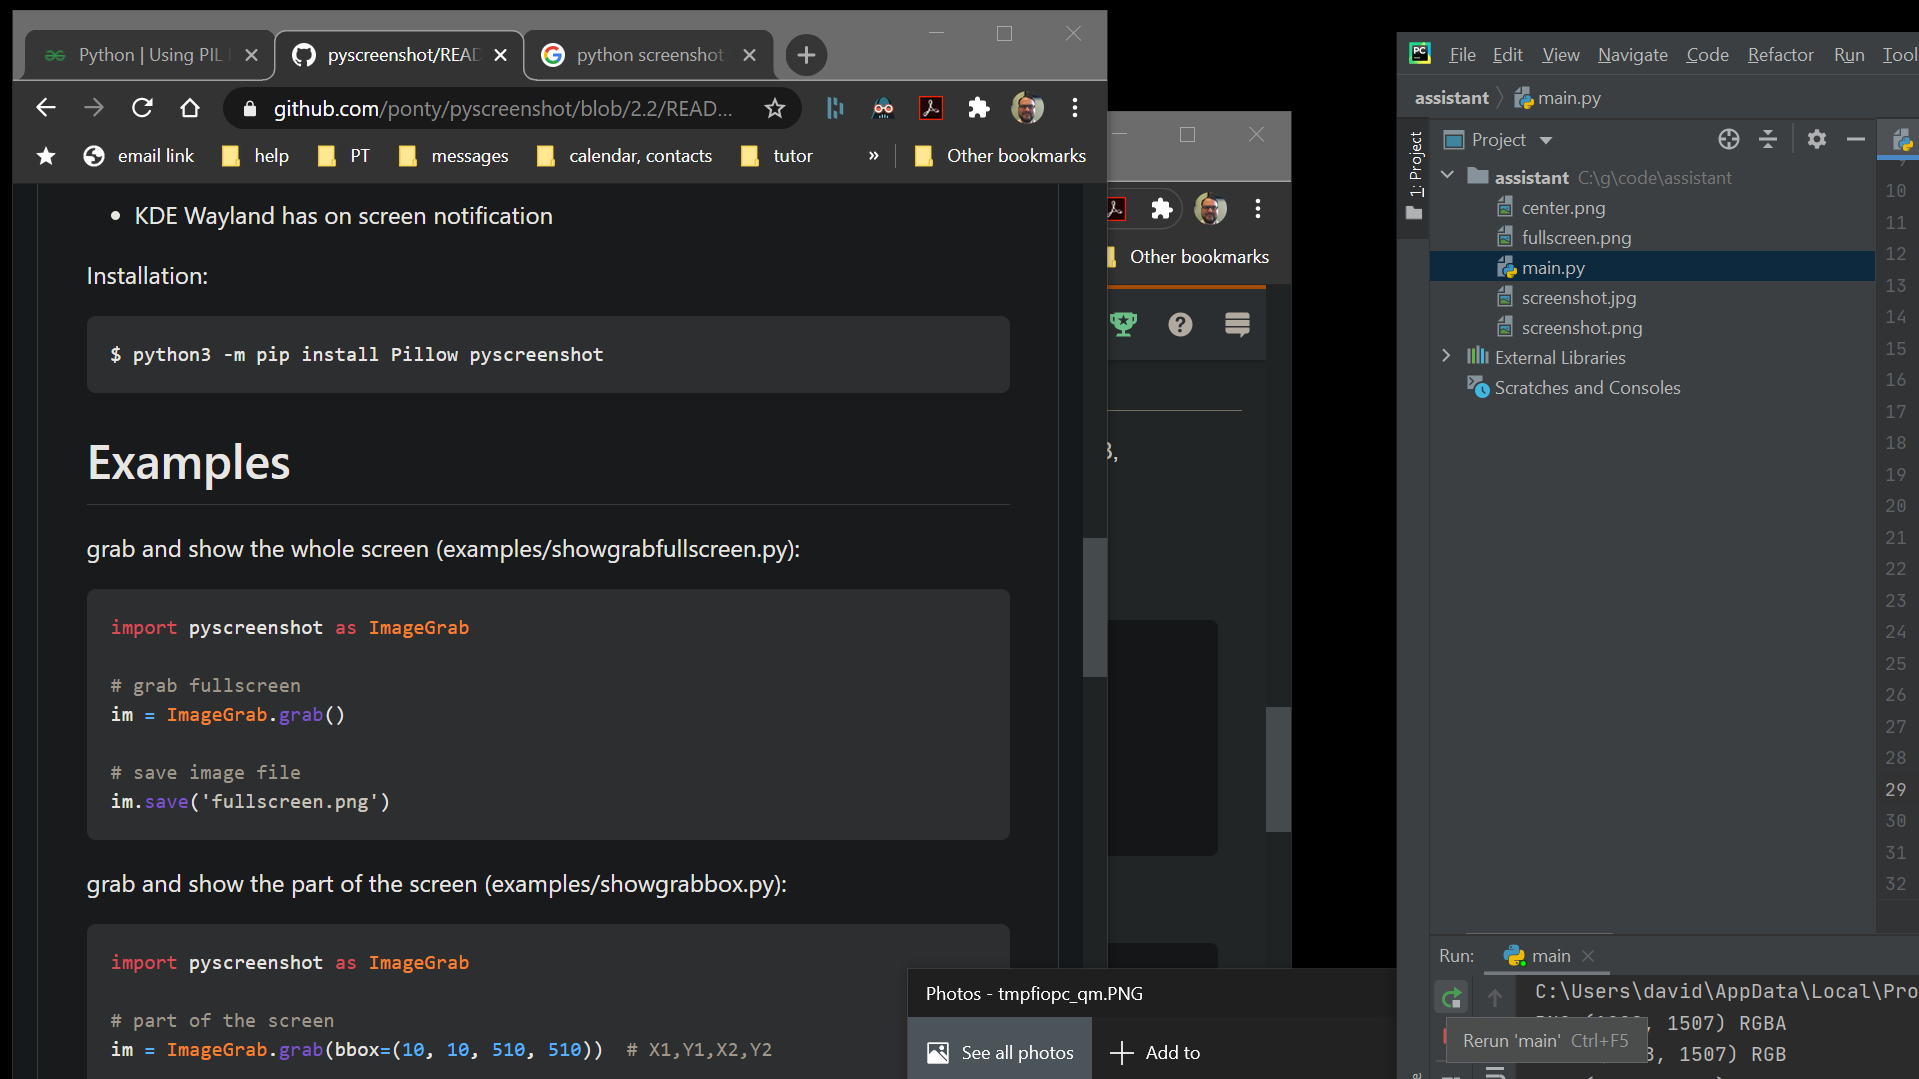 Python | Using PIL
pyscreenshot/READ
python screenshot
github.com/ponty/pyscreenshot/blob/2.2/READ...
email link
help
PT
messages
calendar, contacts
tutor
»
Other bookmarks
• KDE Wayland has on screen notification
Installation:
$ python3 -m pip install Pillow pyscreenshot
Examples
grab and show the whole screen (examples/showgrabfullscreen.py):
import pyscreenshot as ImageGrab
# grab fullscreen
im = ImageGrab.grab()
# save image file
im.save('fullscreen.png')
grab and show the part of the screen (examples/showgrabbox.py):
import pyscreenshot as ImageGrab
# part of the screen
im = ImageGrab.grab(bbox=(10, 10, 510, 510))  # X1,Y1,X2,Y2
Other bookmarks
Photos - tmpfiopc_qm.PNG
See all photos
Add to
PC
File Edit View Navigate Code Refactor Run Tool
assistant main.py
1: Project
Project
assistant C:\g\code\assistant
center.png
fullscreen.png
main.py
screenshot.jpg
screenshot.png
External Libraries
Scratches and Consoles
10
11
12
13
14
15
16
17
18
19
20
21
22
23
24
25
26
27
28
29
30
31
32
Run: main
C:\Users\david\AppData\Local\Pro
, 1507) RGBA
Rerun 'main' Ctrl+F5
, 1507) RGB